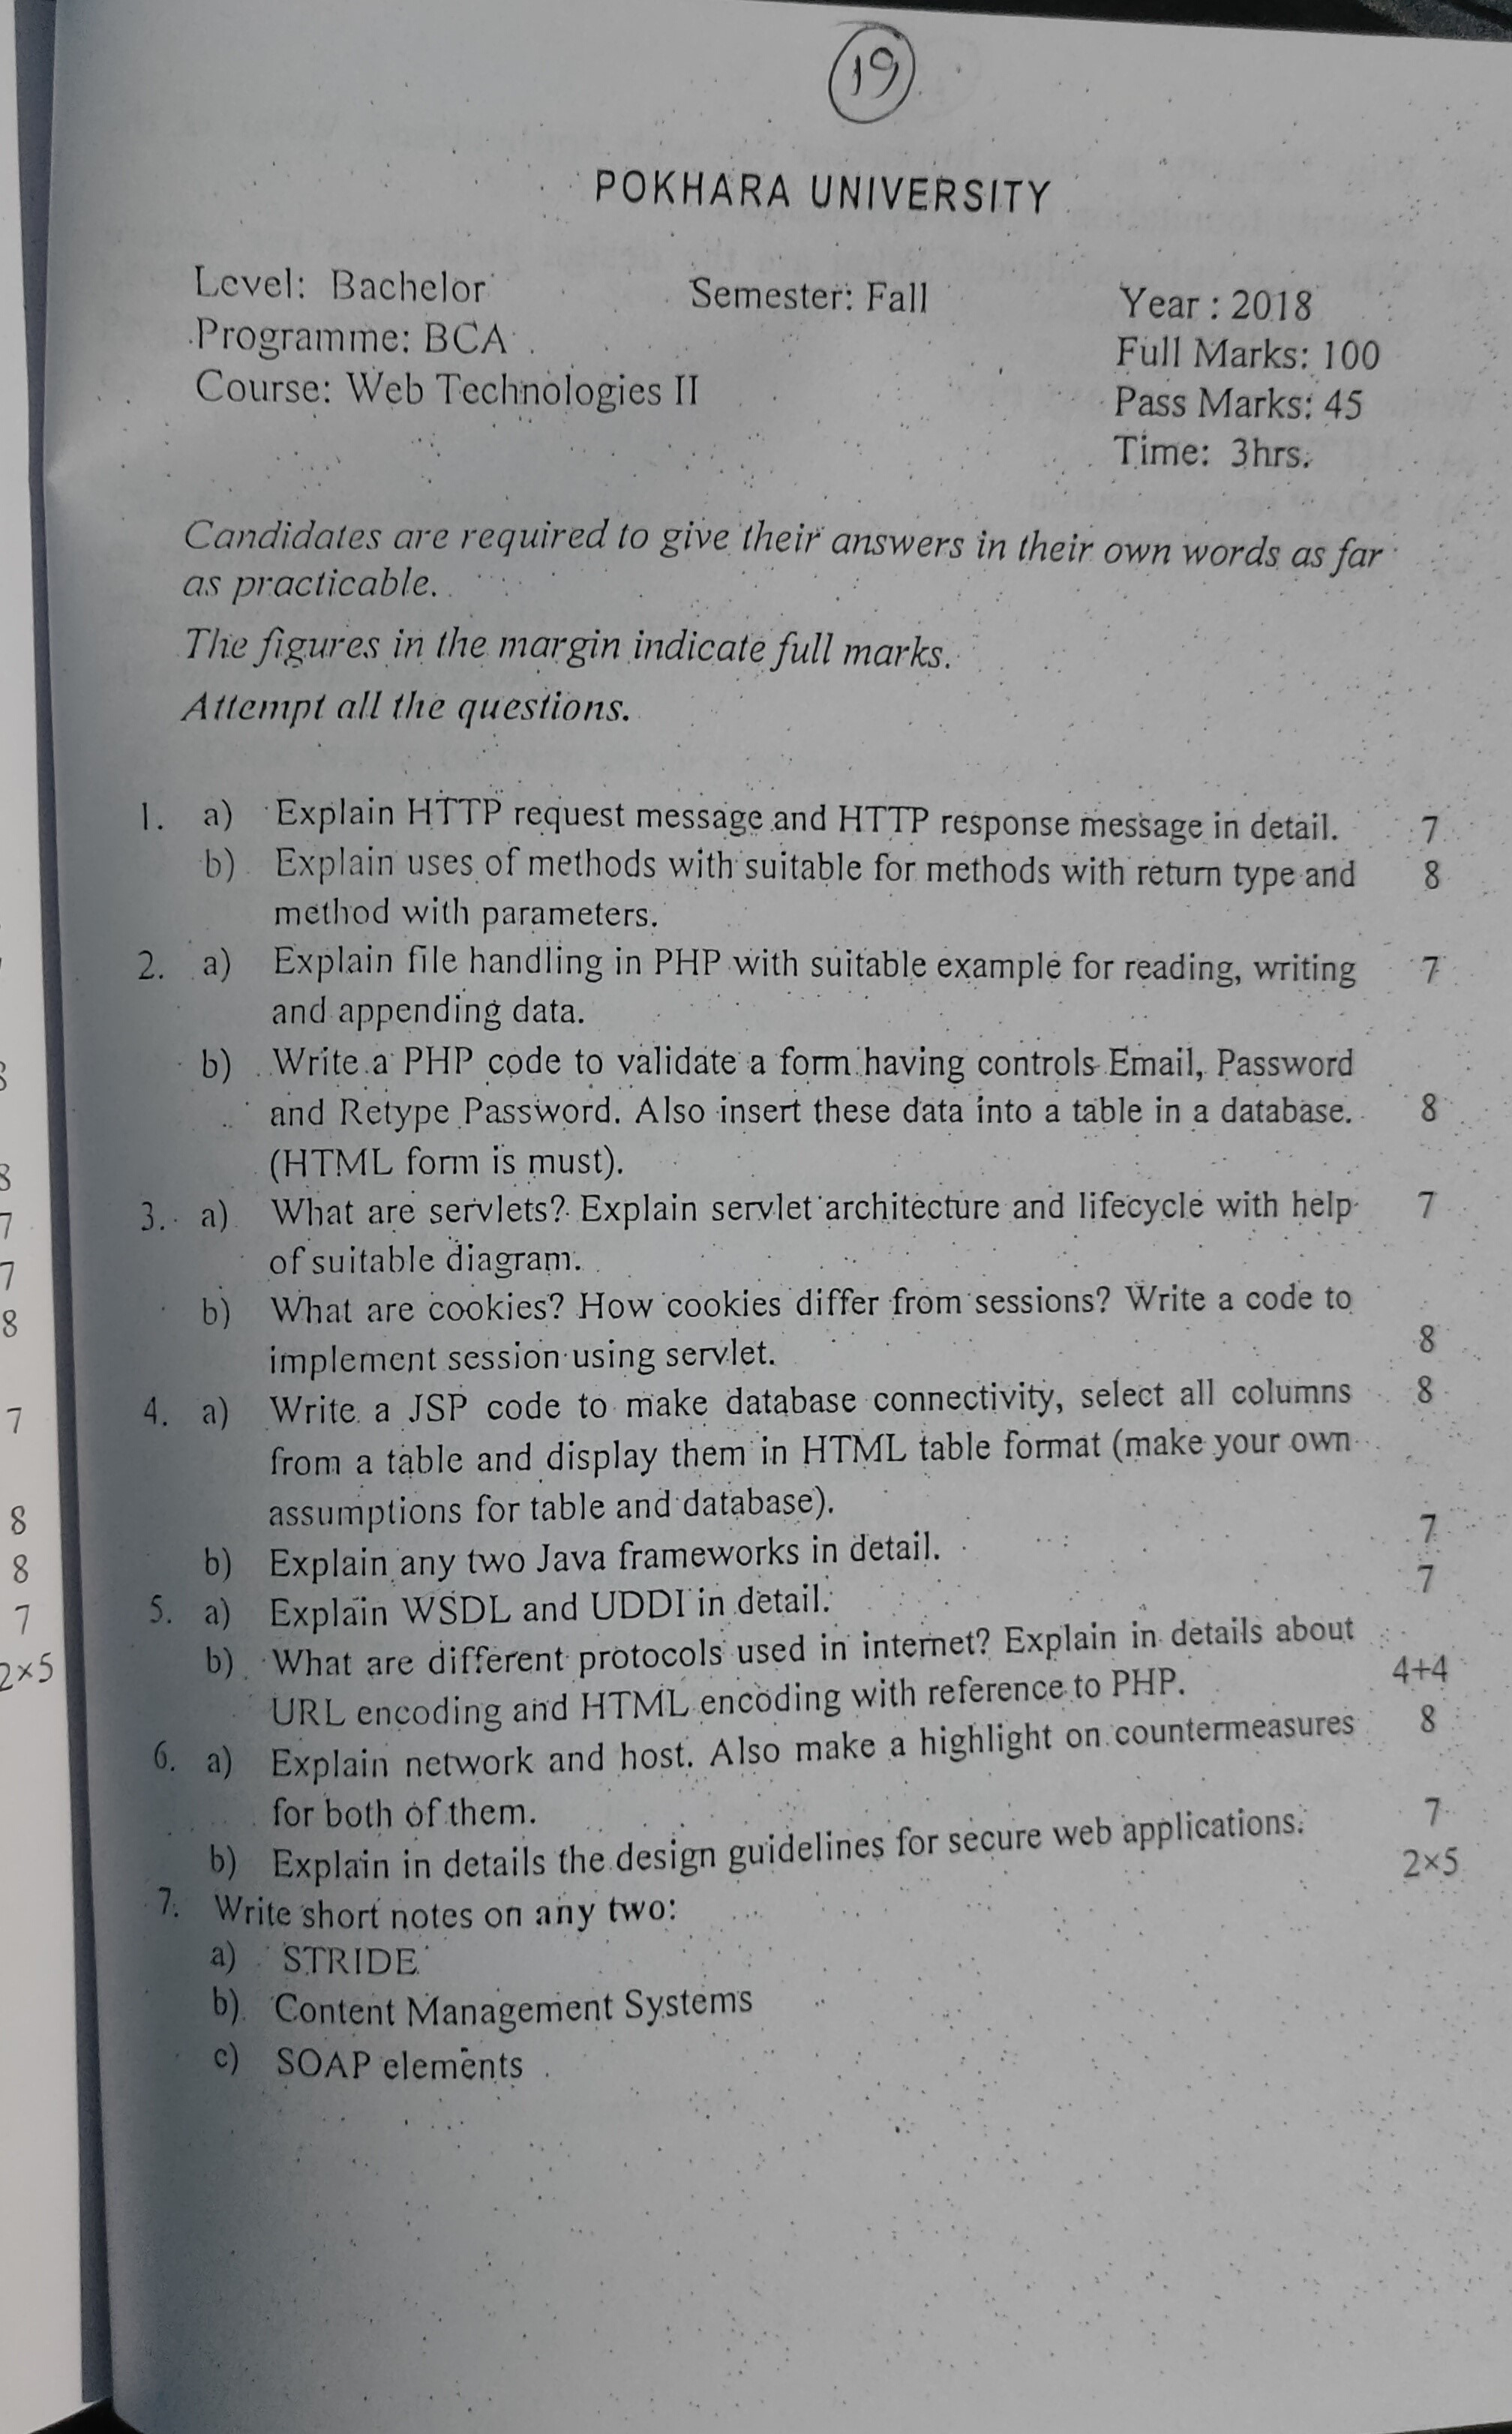 19
POKHARA UNIVERSITY
Level: Bachelor Semester: Fall Year : 2018
Programme: BCA Full Marks: 100
Course: Web Technologies II Pass Marks: 45
Time: 3hrs.
Candidates are required to give their answers in their own words as far
as practicable.
The figures in the margin indicate full marks.
Attempt all the questions.
1. a) Explain HTTP request message and HTTP response message in detail. 7
b) Explain uses of methods with suitable for methods with return type and 8
method with parameters.
2. a) Explain file handling in PHP with suitable example for reading, writing 7
and appending data.
b) Write a PHP code to validate a form having controls Email, Password
and Retype Password. Also insert these data into a table in a database. 8
(HTML form is must).
3. a) What are servlets? Explain servlet architecture and lifecycle with help 7
of suitable diagram.
b) What are cookies? How cookies differ from sessions? Write a code to
implement session using servlet. 8
4. a) Write a JSP code to make database connectivity, select all columns 8
from a table and display them in HTML table format (make your own
assumptions for table and database).
b) Explain any two Java frameworks in detail. 7
5. a) Explain WSDL and UDDI in detail. 7
b) What are different protocols used in internet? Explain in details about
URL encoding and HTML encoding with reference to PHP. 4+4
6. a) Explain network and host. Also make a highlight on countermeasures 8
for both of them.
b) Explain in details the design guidelines for secure web applications. 7
7. Write short notes on any two: 2×5
a) STRIDE
b) Content Management Systems
c) SOAP elements
8
7
7
8
7
8
8
7
2×5